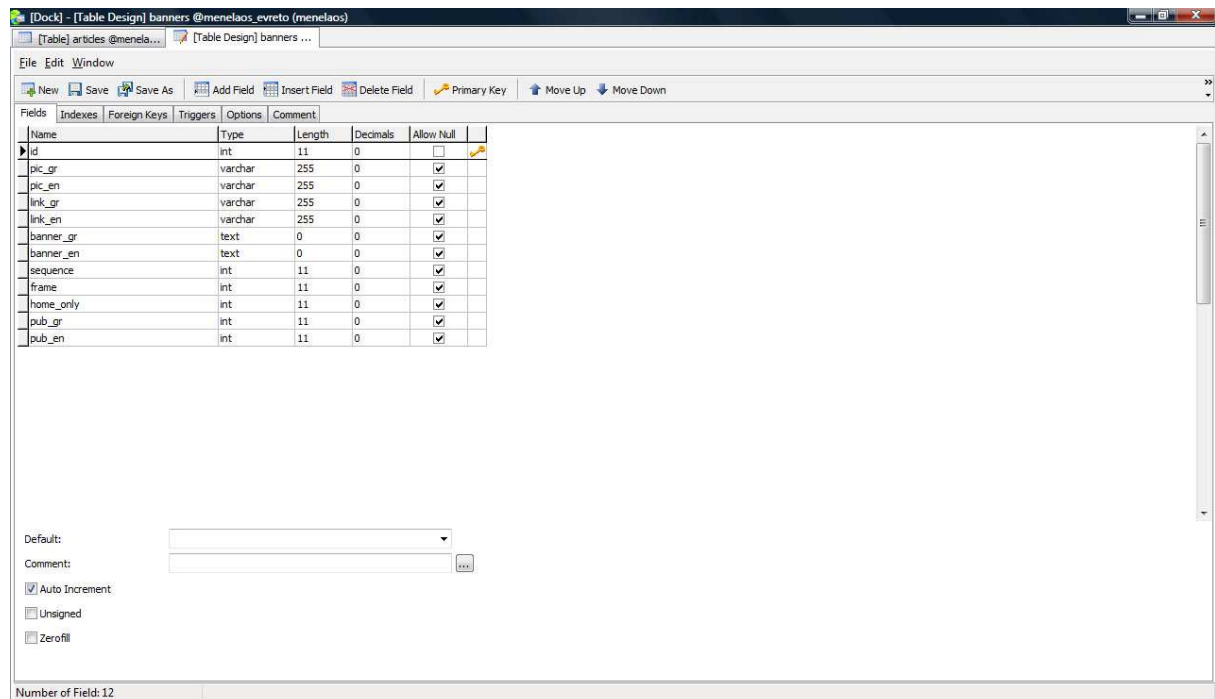 [Dock] - [Table Design] banners @menelaos_evreto (menelaos)
[Table] articles @menela... [Table Design] banners ...
File Edit Window
New Save Save As Add Field Insert Field Delete Field Primary Key Move Up Move Down
Fields Indexes Foreign Keys Triggers Options Comment
Name Type Length Decimals Allow Null
id int 11 0
pic_gr varchar 255 0
pic_en varchar 255 0
link_gr varchar 255 0
link_en varchar 255 0
banner_gr text 0 0
banner_en text 0 0
sequence int 11 0
frame int 11 0
home_only int 11 0
pub_gr int 11 0
pub_en int 11 0
Default:
Comment: ...
Auto Increment
Unsigned
Zerofill
Number of Field: 12